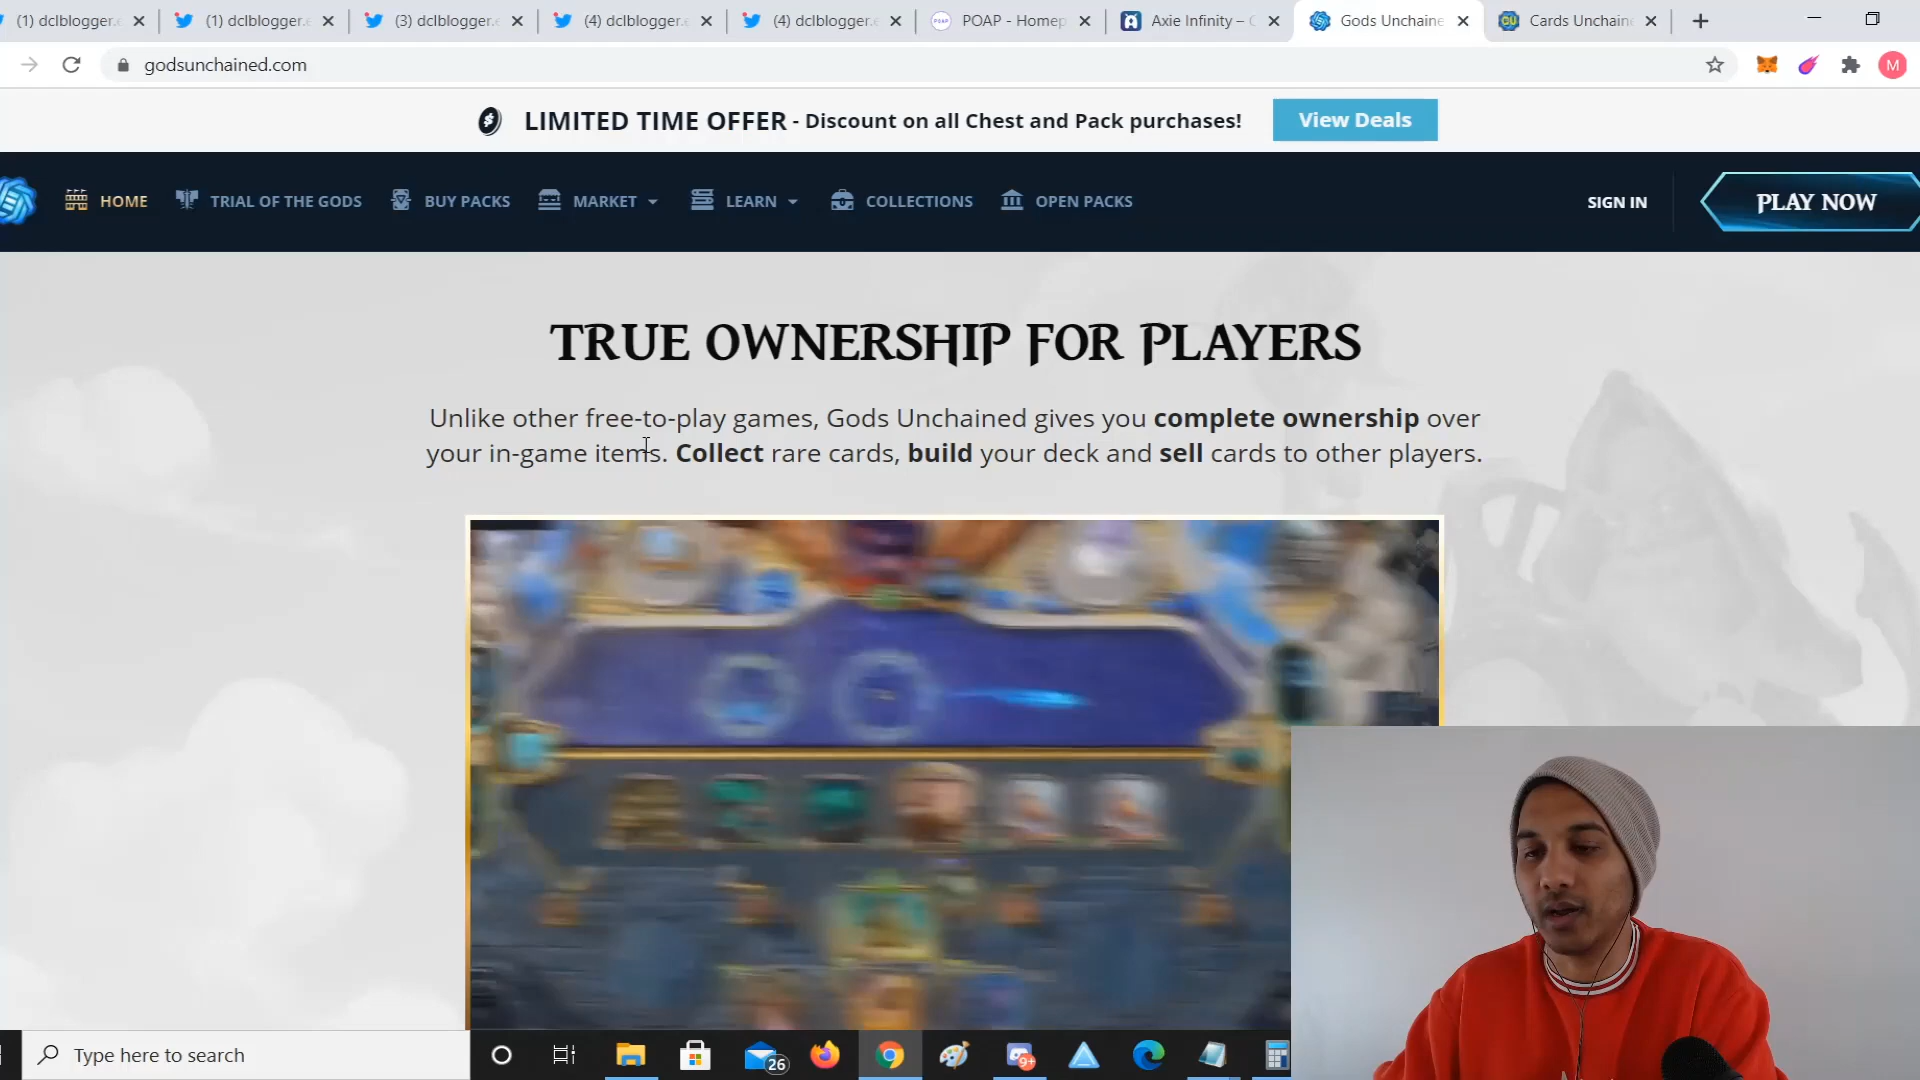 (1) dclblogger.e
(1) dclblogger.e
(3) dclblogger.e
(4) dclblogger.e
(4) dclblogger.e
POAP - Homep
Axie Infinity – 
Gods Unchaine
Cards Unchain
godsunchained.com
M
LIMITED TIME OFFER - Discount on all Chest and Pack purchases!
View Deals
HOME
TRIAL OF THE GODS
BUY PACKS
MARKET
LEARN
COLLECTIONS
OPEN PACKS
SIGN IN
PLAY NOW
TRUE OWNERSHIP FOR PLAYERS
Unlike other free-to-play games, Gods Unchained gives you complete ownership over
your in-game items. Collect rare cards, build your deck and sell cards to other players.
Type here to search
26
9+